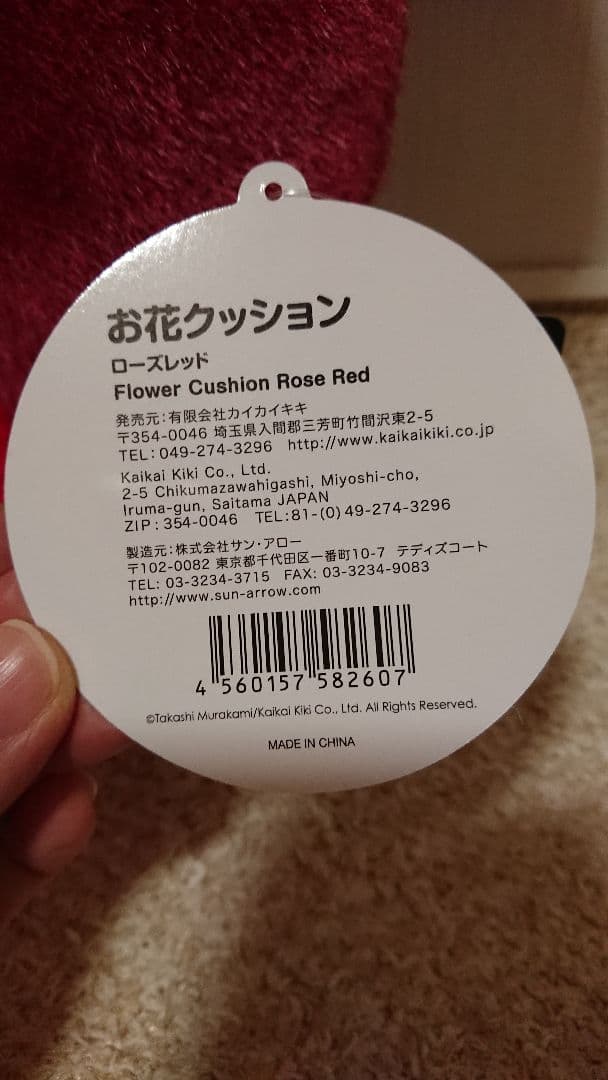 お花クッション
ローズレッド
Flower Cushion Rose Red
発売元:有限会社カイカイキキ
〒354-0046 埼玉県入間郡三芳町竹間沢東2-5
TEL:049-274-3296 http://www.kaikaikiki.co.jp
Kaikai Kiki Co., Ltd.
2-5 Chikumazawahigashi, Miyoshi-cho,
Iruma-gun, Saitama JAPAN
ZIP:354-0046 TEL:81-(0)49-274-3296
製造元:株式会社サン・アロー
〒102-0082 東京都千代田区一番町10-7 テディズコート
TEL: 03-3234-3715 FAX: 03-3234-9083
http://www.sun-arrow.com
4 560157 582607
©Takashi Murakami/Kaikai Kiki Co., Ltd. All Rights Reserved.
MADE IN CHINA